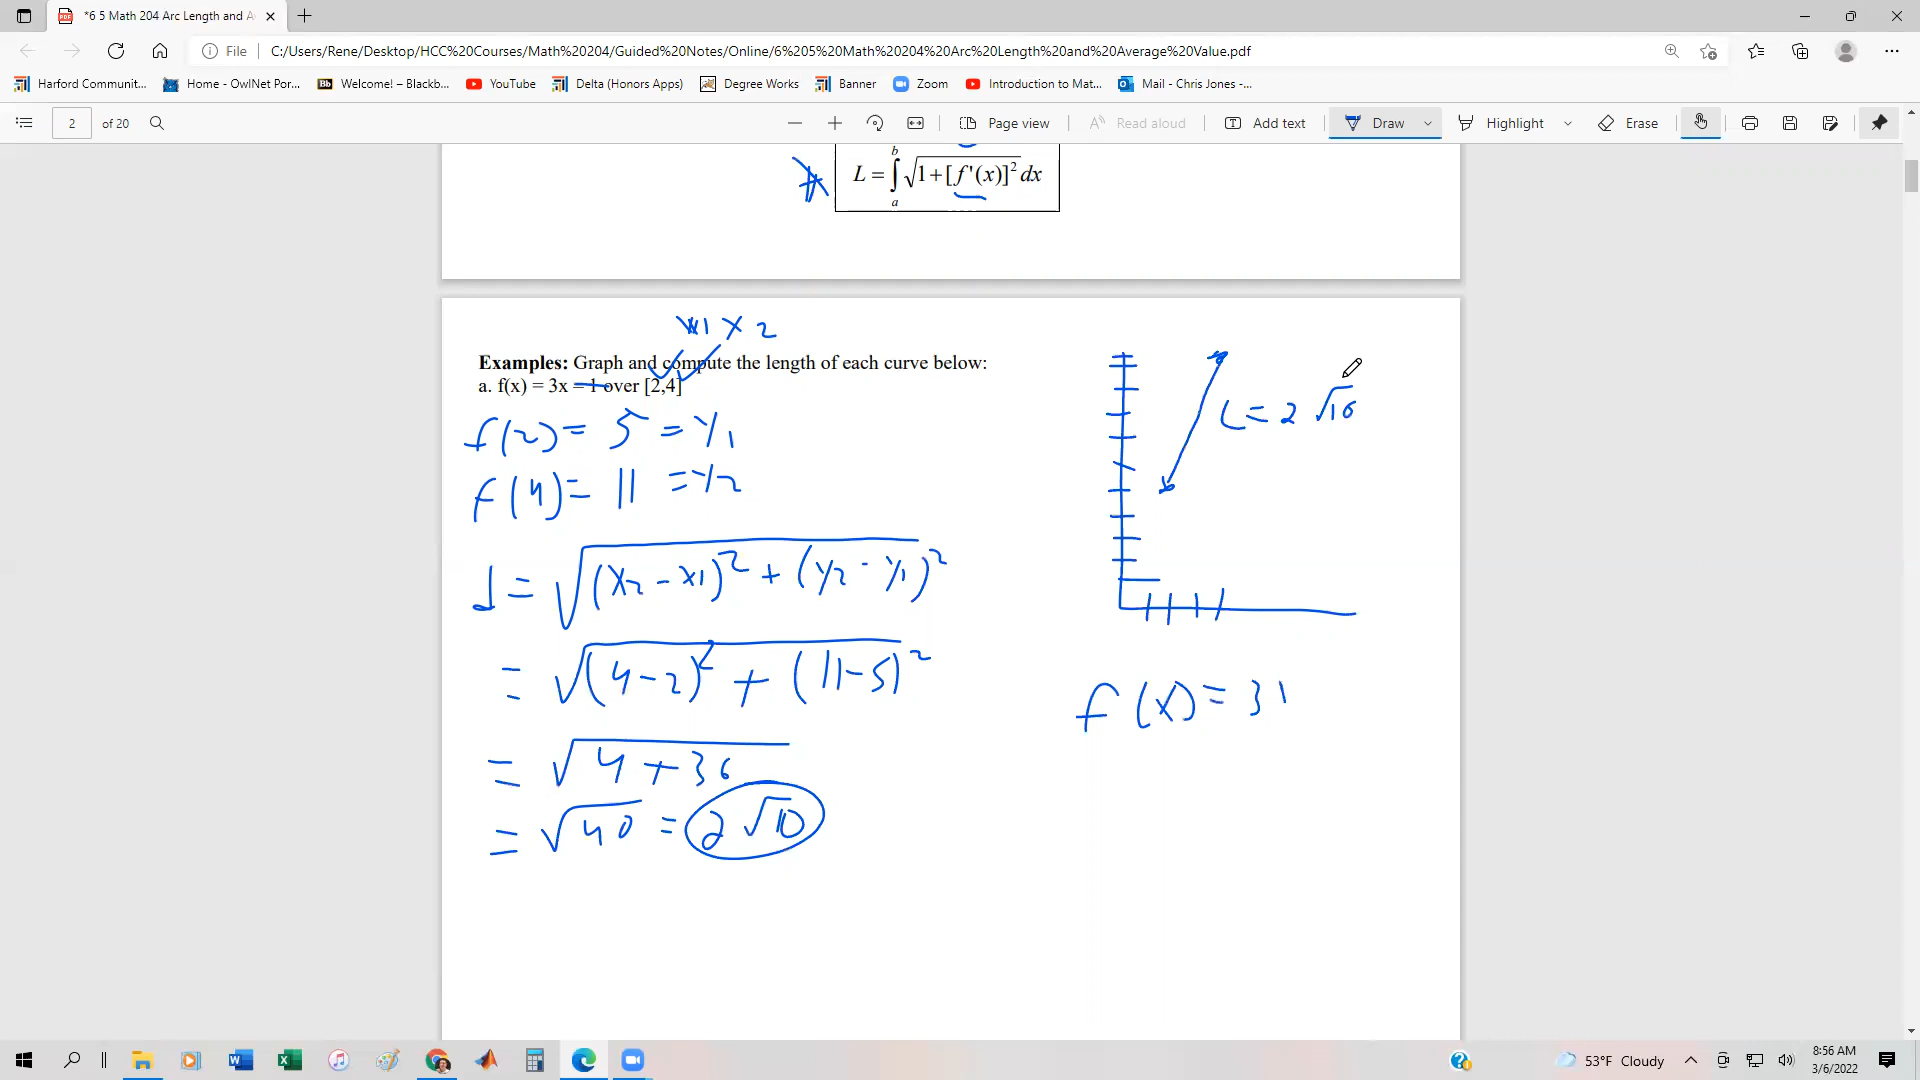 *6 5 Math 204 Arc Length and A
File C:/Users/Rene/Desktop/HCC%20Courses/Math%20204/Guided%20Notes/Online/6%205%20Math%20204%20Arc%20Length%20and%20Average%20Value.pdf
Harford Communit... Home - OwlNet Por... Bb Welcome! – Blackb... YouTube Delta (Honors Apps) Degree Works Banner Zoom Introduction to Mat... Mail - Chris Jones -...
2 of 20 Page view Read aloud Add text Draw Highlight Erase
L = ∫_a^b √(1+[f'(x)]²) dx
x1 x2
Examples: Graph and compute the length of each curve below:
a. f(x) = 3x – 1 over [2,4]
f(2) = 5 = y1
f(4) = 11 = y2
d = √((x2 - x1)² + (y2 - y1)²
= √((4-2)² + (11-5)²
= √4+36
= √40 = 2√10
L = 2 √10
f(x) = 3
53°F Cloudy
8:56 AM
3/6/2022